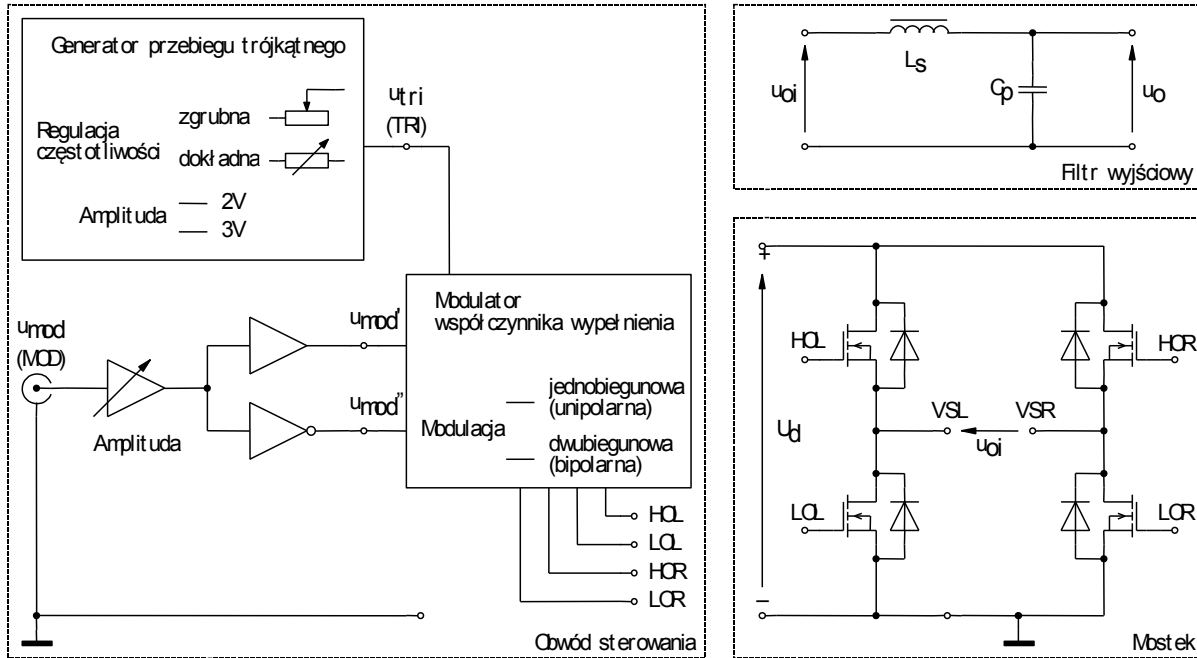 Generator przebiegu trójkątnego
Regulacja
częstotliwości
zgrubna
dokładna
Amplituda
2V
3V
utri
(TRI)
umod
(MOD)
Amplituda
umod'
umod"
Modulator
współczynnika wypełnienia
Modulacja
jednobiegunowa
(unipolarna)
dwubiegunowa
(bipolarna)
HOL
LOL
HOR
LOR
Obwód sterowania
uoi
Ls
Cp
uo
Filtr wyjściowy
+
Ud
−
HOL
HOR
VSL
VSR
uoi
LOL
LOR
Mostek